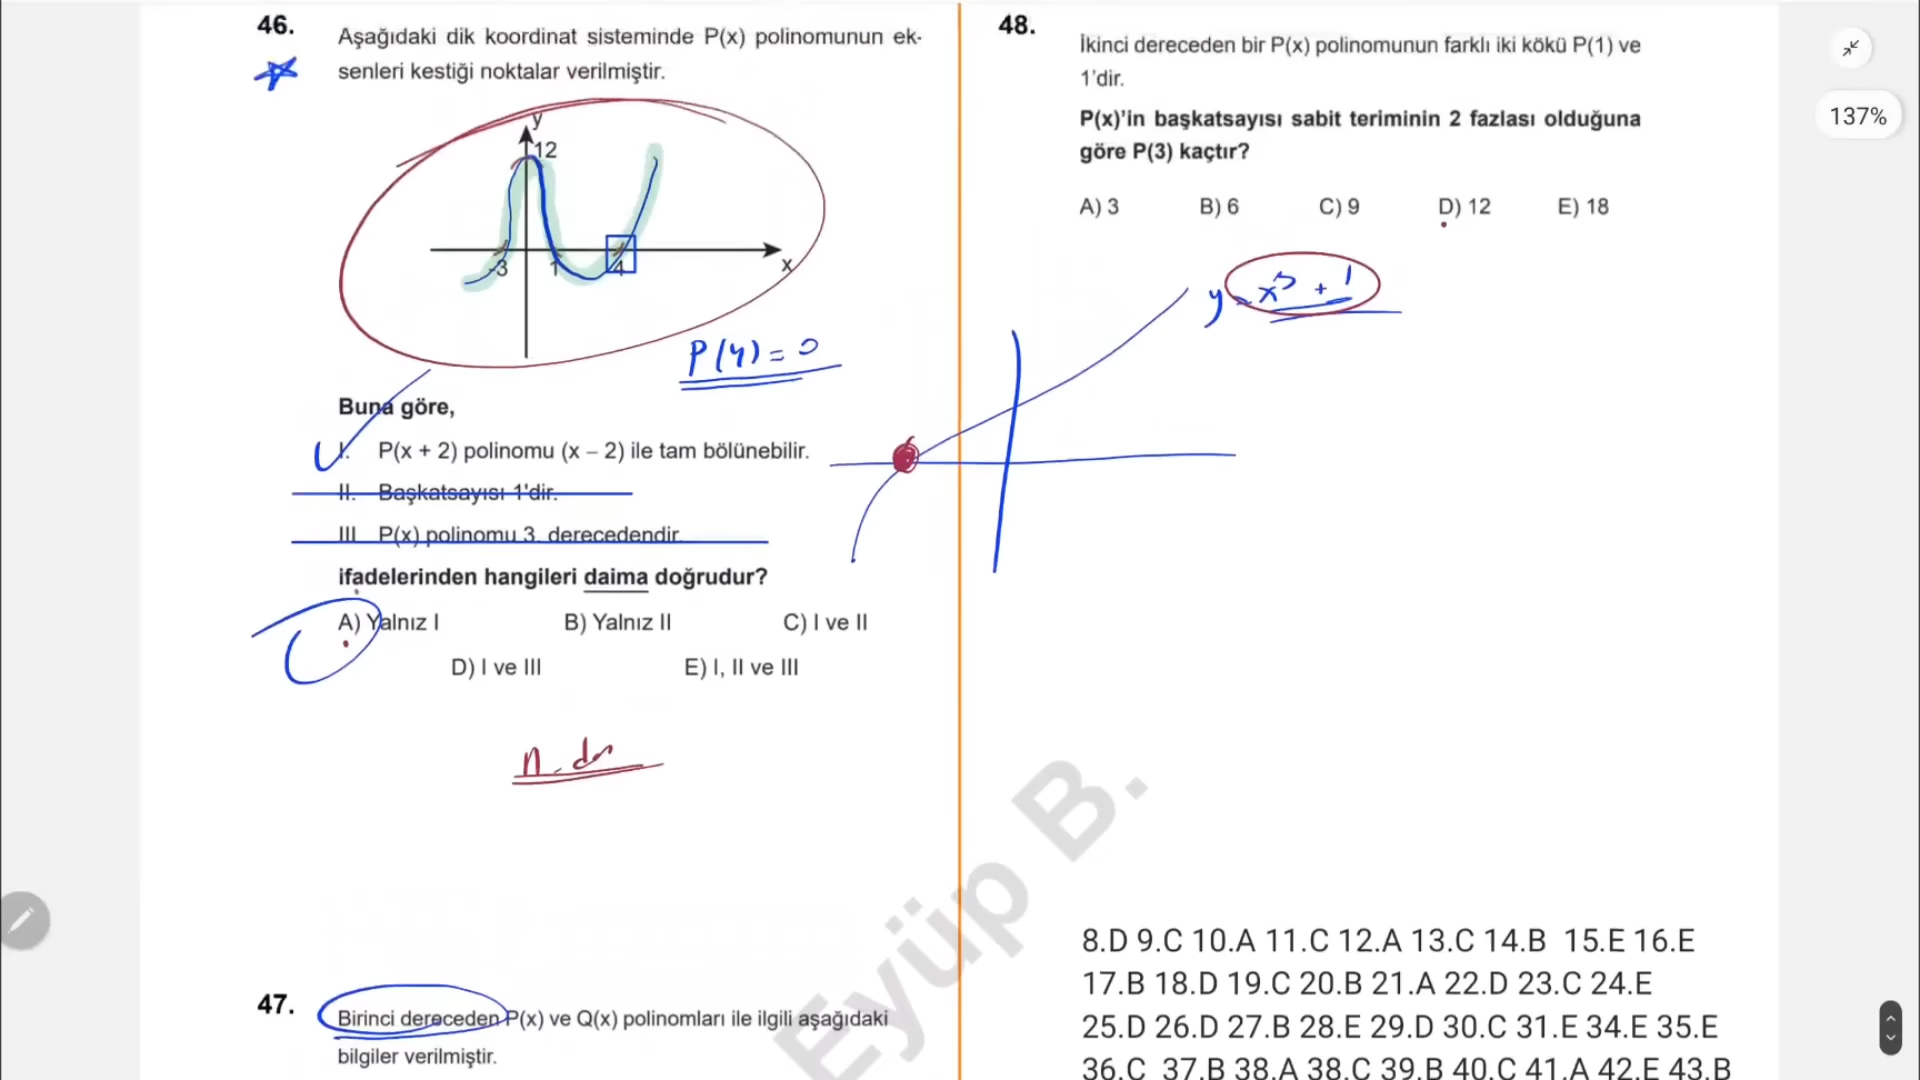 46.
Aşağıdaki dik koordinat sisteminde P(x) polinomunun ek-
senleri kestiği noktalar verilmiştir.
y
12
-3
1
4
x
P(4)=0
Buna göre,
I. P(x + 2) polinomu (x – 2) ile tam bölünebilir.
II. Başkatsayısı 1'dir.
III P(x) polinomu 3. derecedendir.
ifadelerinden hangileri daima doğrudur?
A) Yalnız I B) Yalnız II C) I ve II
D) I ve III E) I, II ve III
n. der
47.
Birinci dereceden P(x) ve Q(x) polinomları ile ilgili aşağıdaki
bilgiler verilmiştir.
48.
İkinci dereceden bir P(x) polinomunun farklı iki kökü P(1) ve
1'dir.
P(x)'in başkatsayısı sabit teriminin 2 fazlası olduğuna
göre P(3) kaçtır?
A) 3 B) 6 C) 9 D) 12 E) 18
y = x³ + 1
Eyüp B.
8.D 9.C 10.A 11.C 12.A 13.C 14.B 15.E 16.E
17.B 18.D 19.C 20.B 21.A 22.D 23.C 24.E
25.D 26.D 27.B 28.E 29.D 30.C 31.E 34.E 35.E
36.C 37.B 38.A 38.C 39.B 40.C 41.A 42.E 43.B
137%